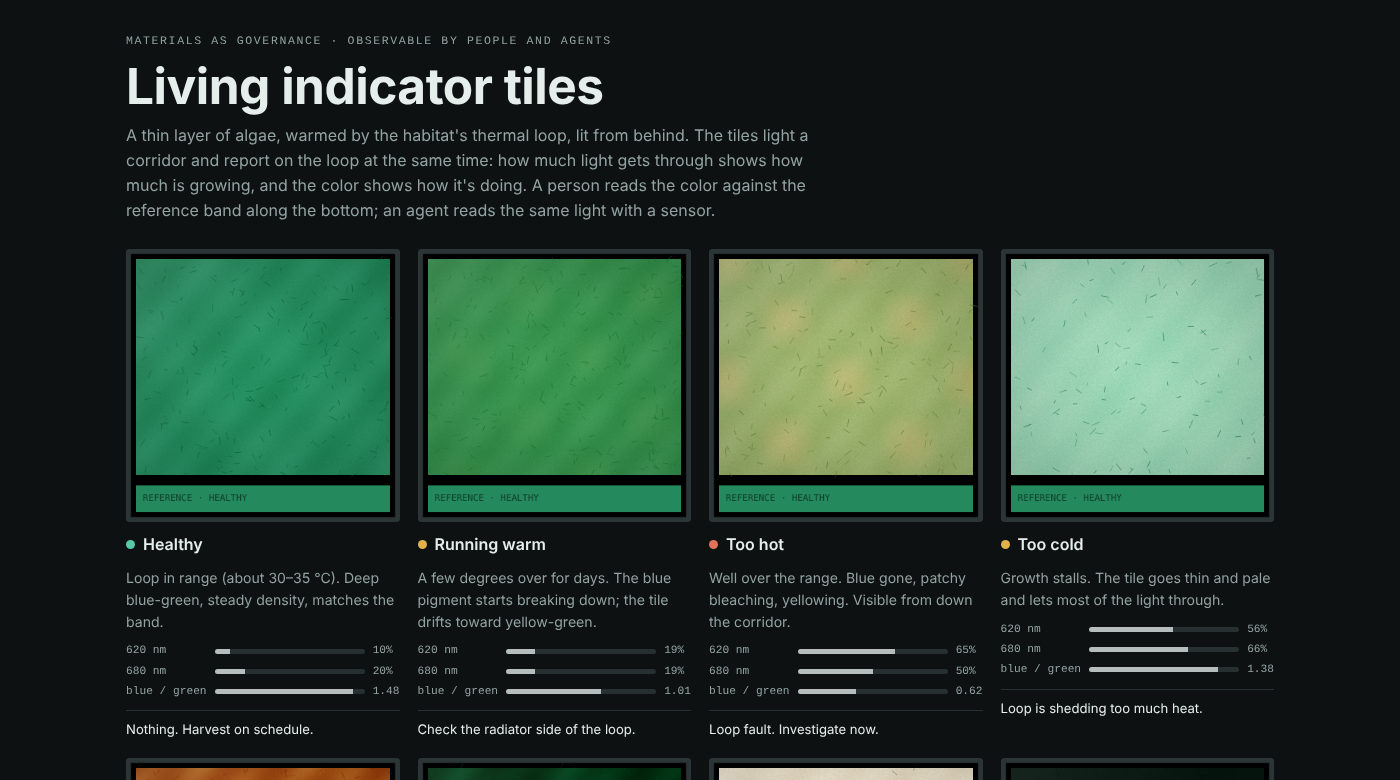 MATERIALS AS GOVERNANCE · OBSERVABLE BY PEOPLE AND AGENTS
Living indicator tiles
A thin layer of algae, warmed by the habitat's thermal loop, lit from behind. The tiles light a
corridor and report on the loop at the same time: how much light gets through shows how
much is growing, and the color shows how it's doing. A person reads the color against the
reference band along the bottom; an agent reads the same light with a sensor.
REFERENCE · HEALTHY
Healthy
Loop in range (about 30–35 °C). Deep
blue-green, steady density, matches the
band.
620 nm 10%
680 nm 20%
blue / green 1.48
Nothing. Harvest on schedule.
REFERENCE · HEALTHY
Running warm
A few degrees over for days. The blue
pigment starts breaking down; the tile
drifts toward yellow-green.
620 nm 19%
680 nm 19%
blue / green 1.01
Check the radiator side of the loop.
REFERENCE · HEALTHY
Too hot
Well over the range. Blue gone, patchy
bleaching, yellowing. Visible from down
the corridor.
620 nm 65%
680 nm 50%
blue / green 0.62
Loop fault. Investigate now.
REFERENCE · HEALTHY
Too cold
Growth stalls. The tile goes thin and pale
and lets most of the light through.
620 nm 56%
680 nm 66%
blue / green 1.38
Loop is shedding too much heat.